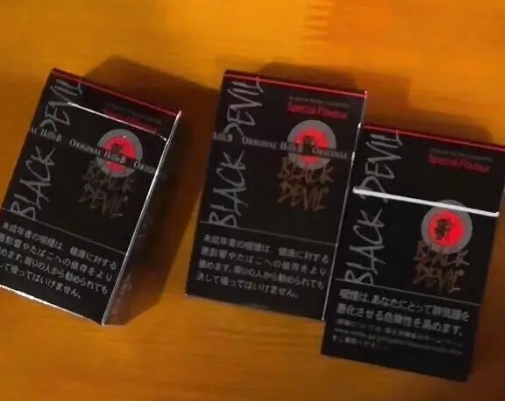 BLACK DEVIL
Special Flavour
ORIGINAL
BLACK
DEVIL
未成年者の喫煙は、健康に対する
悪影響やたばこへの依存をより
強めます。周りの人から勧められても
決して吸ってはいけません。
BLACK DEVIL
Special Flavour
ORIGINAL
ORIGINAL
BLACK
DEVIL
未成年者の喫煙は、健康に対する
悪影響やたばこへの依存をより
強めます。周りの人から勧められても
決して吸ってはいけません。
BLACK DEVIL
Special Flavour
BLACK
DEVIL
喫煙は、あなたにとって肺気腫を
悪化させる危険性を高めます。